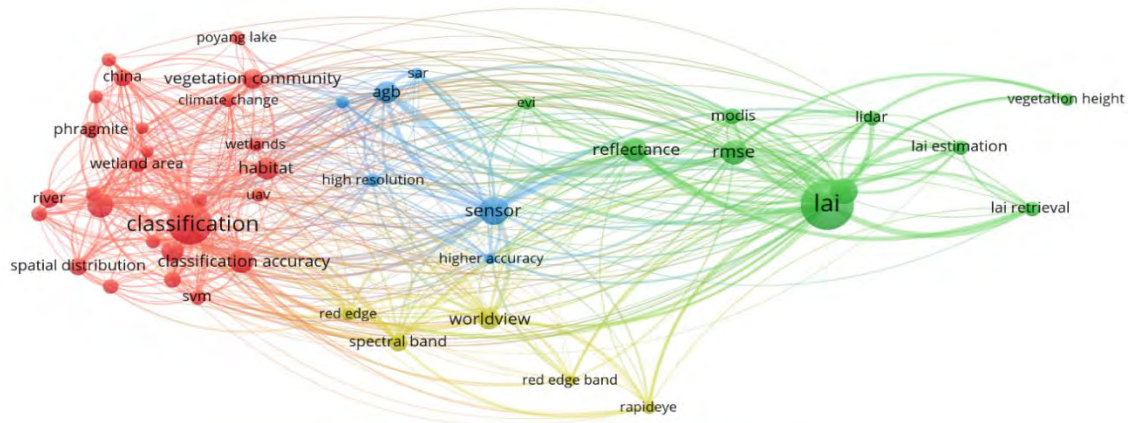 poyang lake
china
vegetation community
sar
agb
climate change
evi
vegetation height
phragmite
modis
lidar
wetlands
wetland area
habitat
reflectance
rmse
lai estimation
high resolution
river
uav
sensor
lai
lai retrieval
classification
spatial distribution
classification accuracy
higher accuracy
svm
red edge
worldview
spectral band
red edge band
rapideye